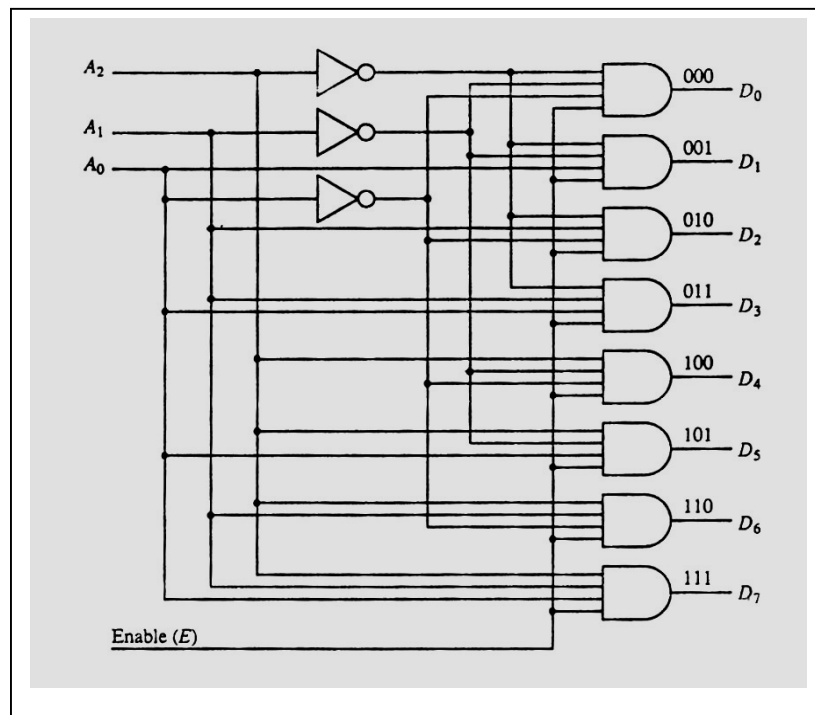 A₂
A₁
A₀
000 D₀
001 D₁
010 D₂
011 D₃
100 D₄
101 D₅
110 D₆
111 D₇
Enable (E)